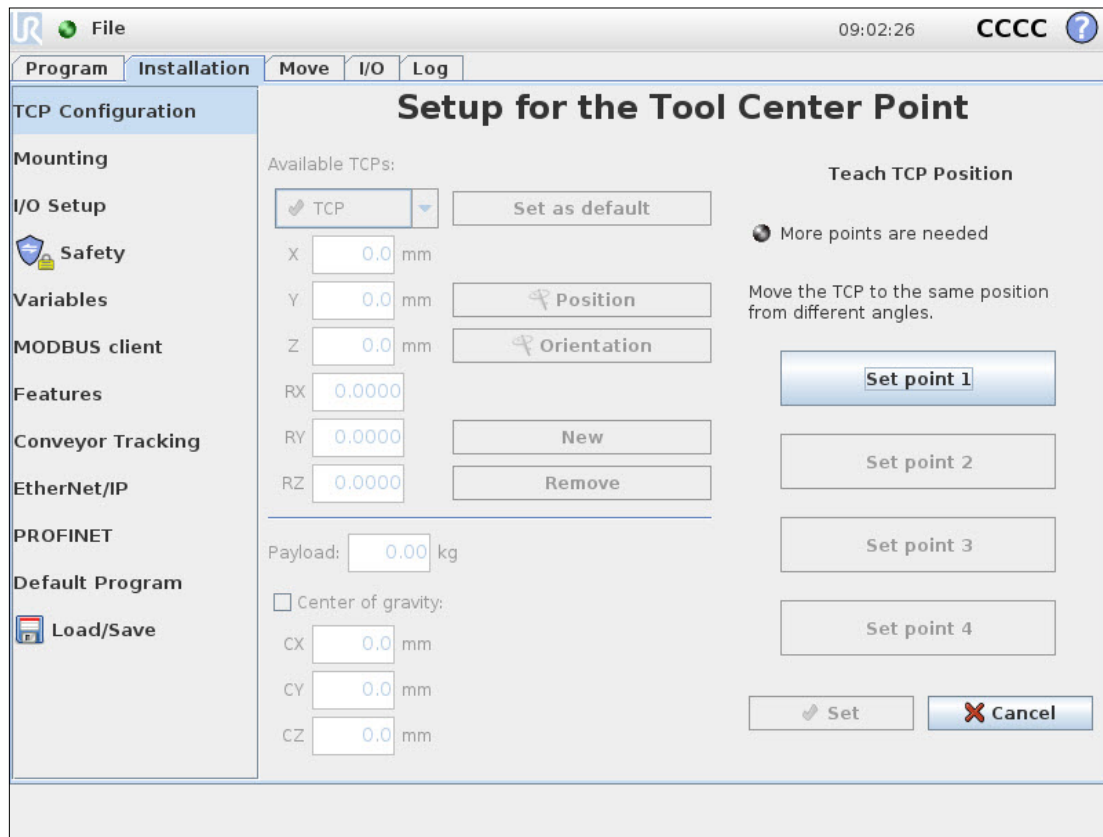 UR File 09:02:26 CCCC ?
Program Installation Move I/O Log
TCP Configuration
Mounting
I/O Setup
Safety
Variables
MODBUS client
Features
Conveyor Tracking
EtherNet/IP
PROFINET
Default Program
Load/Save
Setup for the Tool Center Point
Available TCPs:
TCP Set as default
X 0.0 mm
Y 0.0 mm Position
Z 0.0 mm Orientation
RX 0.0000
RY 0.0000 New
RZ 0.0000 Remove
Payload: 0.00 kg
Center of gravity:
CX 0.0 mm
CY 0.0 mm
CZ 0.0 mm
Teach TCP Position
More points are needed
Move the TCP to the same position
from different angles.
Set point 1
Set point 2
Set point 3
Set point 4
Set Cancel